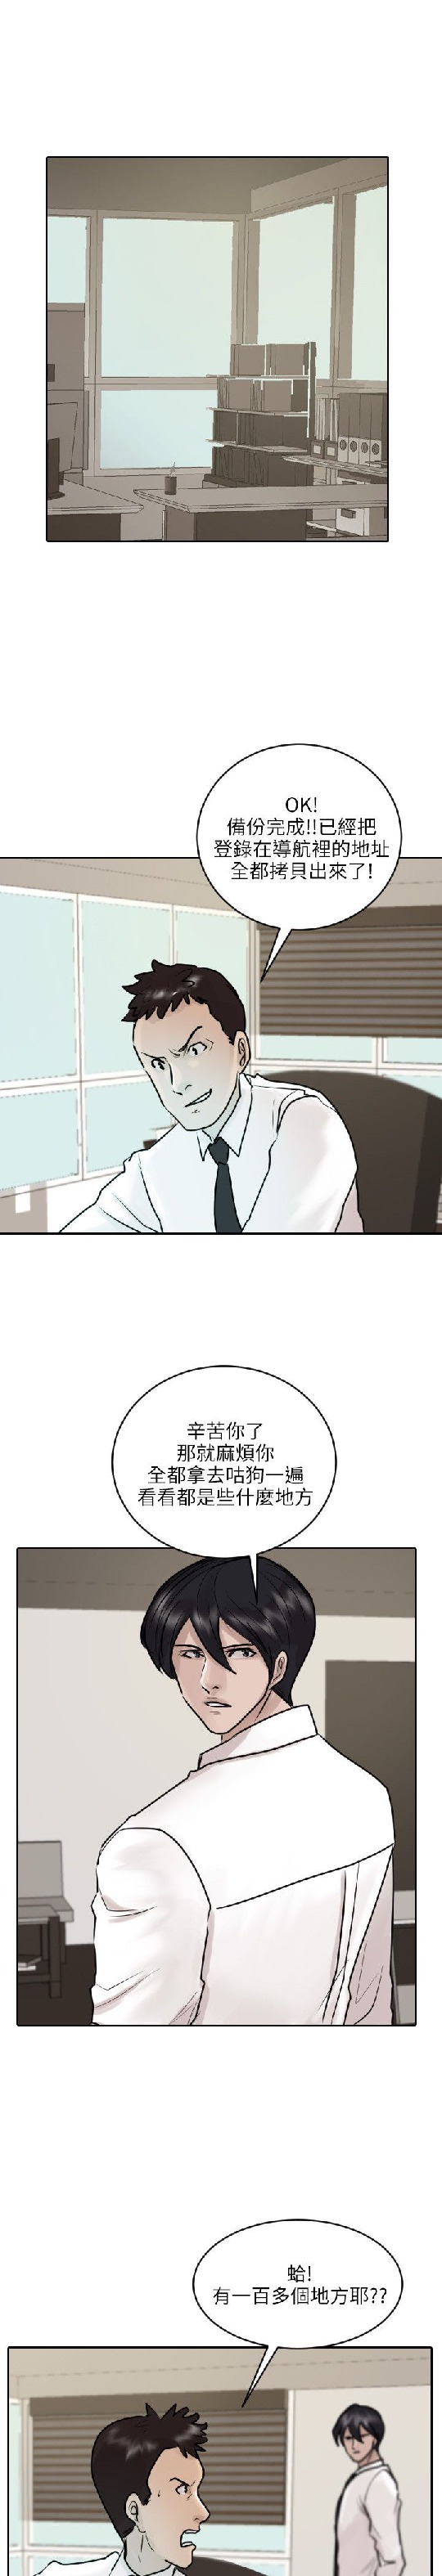 OK!
備份完成!!已經把
登錄在導航裡的地址
全都拷貝出來了!
辛苦你了
那就麻煩你
全都拿去咕狗一遍
看看都是些什麼地方
蛤!
有一百多個地方耶??